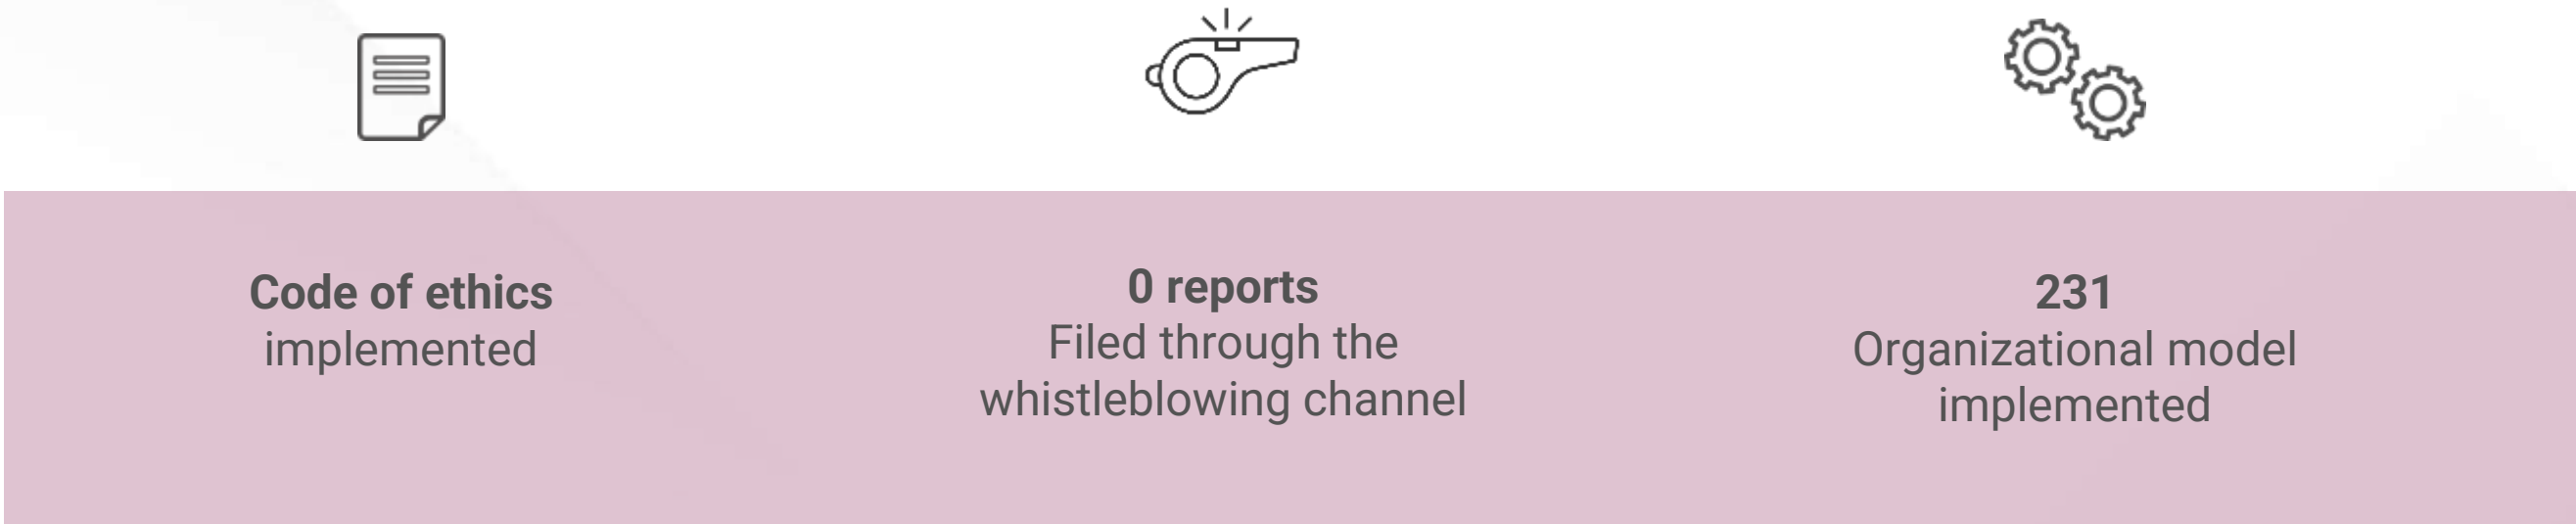 Code of ethics
implemented
0 reports
Filed through the
whistleblowing channel
231
Organizational model
implemented